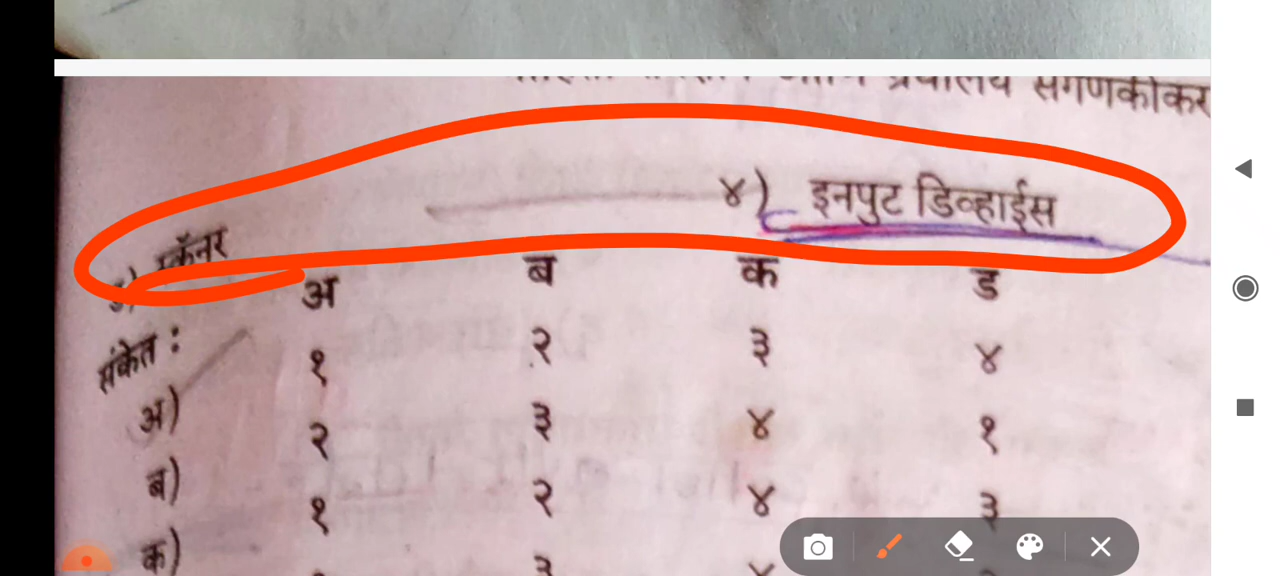 संगणकीकर
ड) स्कॅनर ४) इनपुट डिव्हाईस
संकेत : अ ब क ड
अ) १ २ ३ ४
ब) २ ३ ४ १
क) १ २ ४ ३